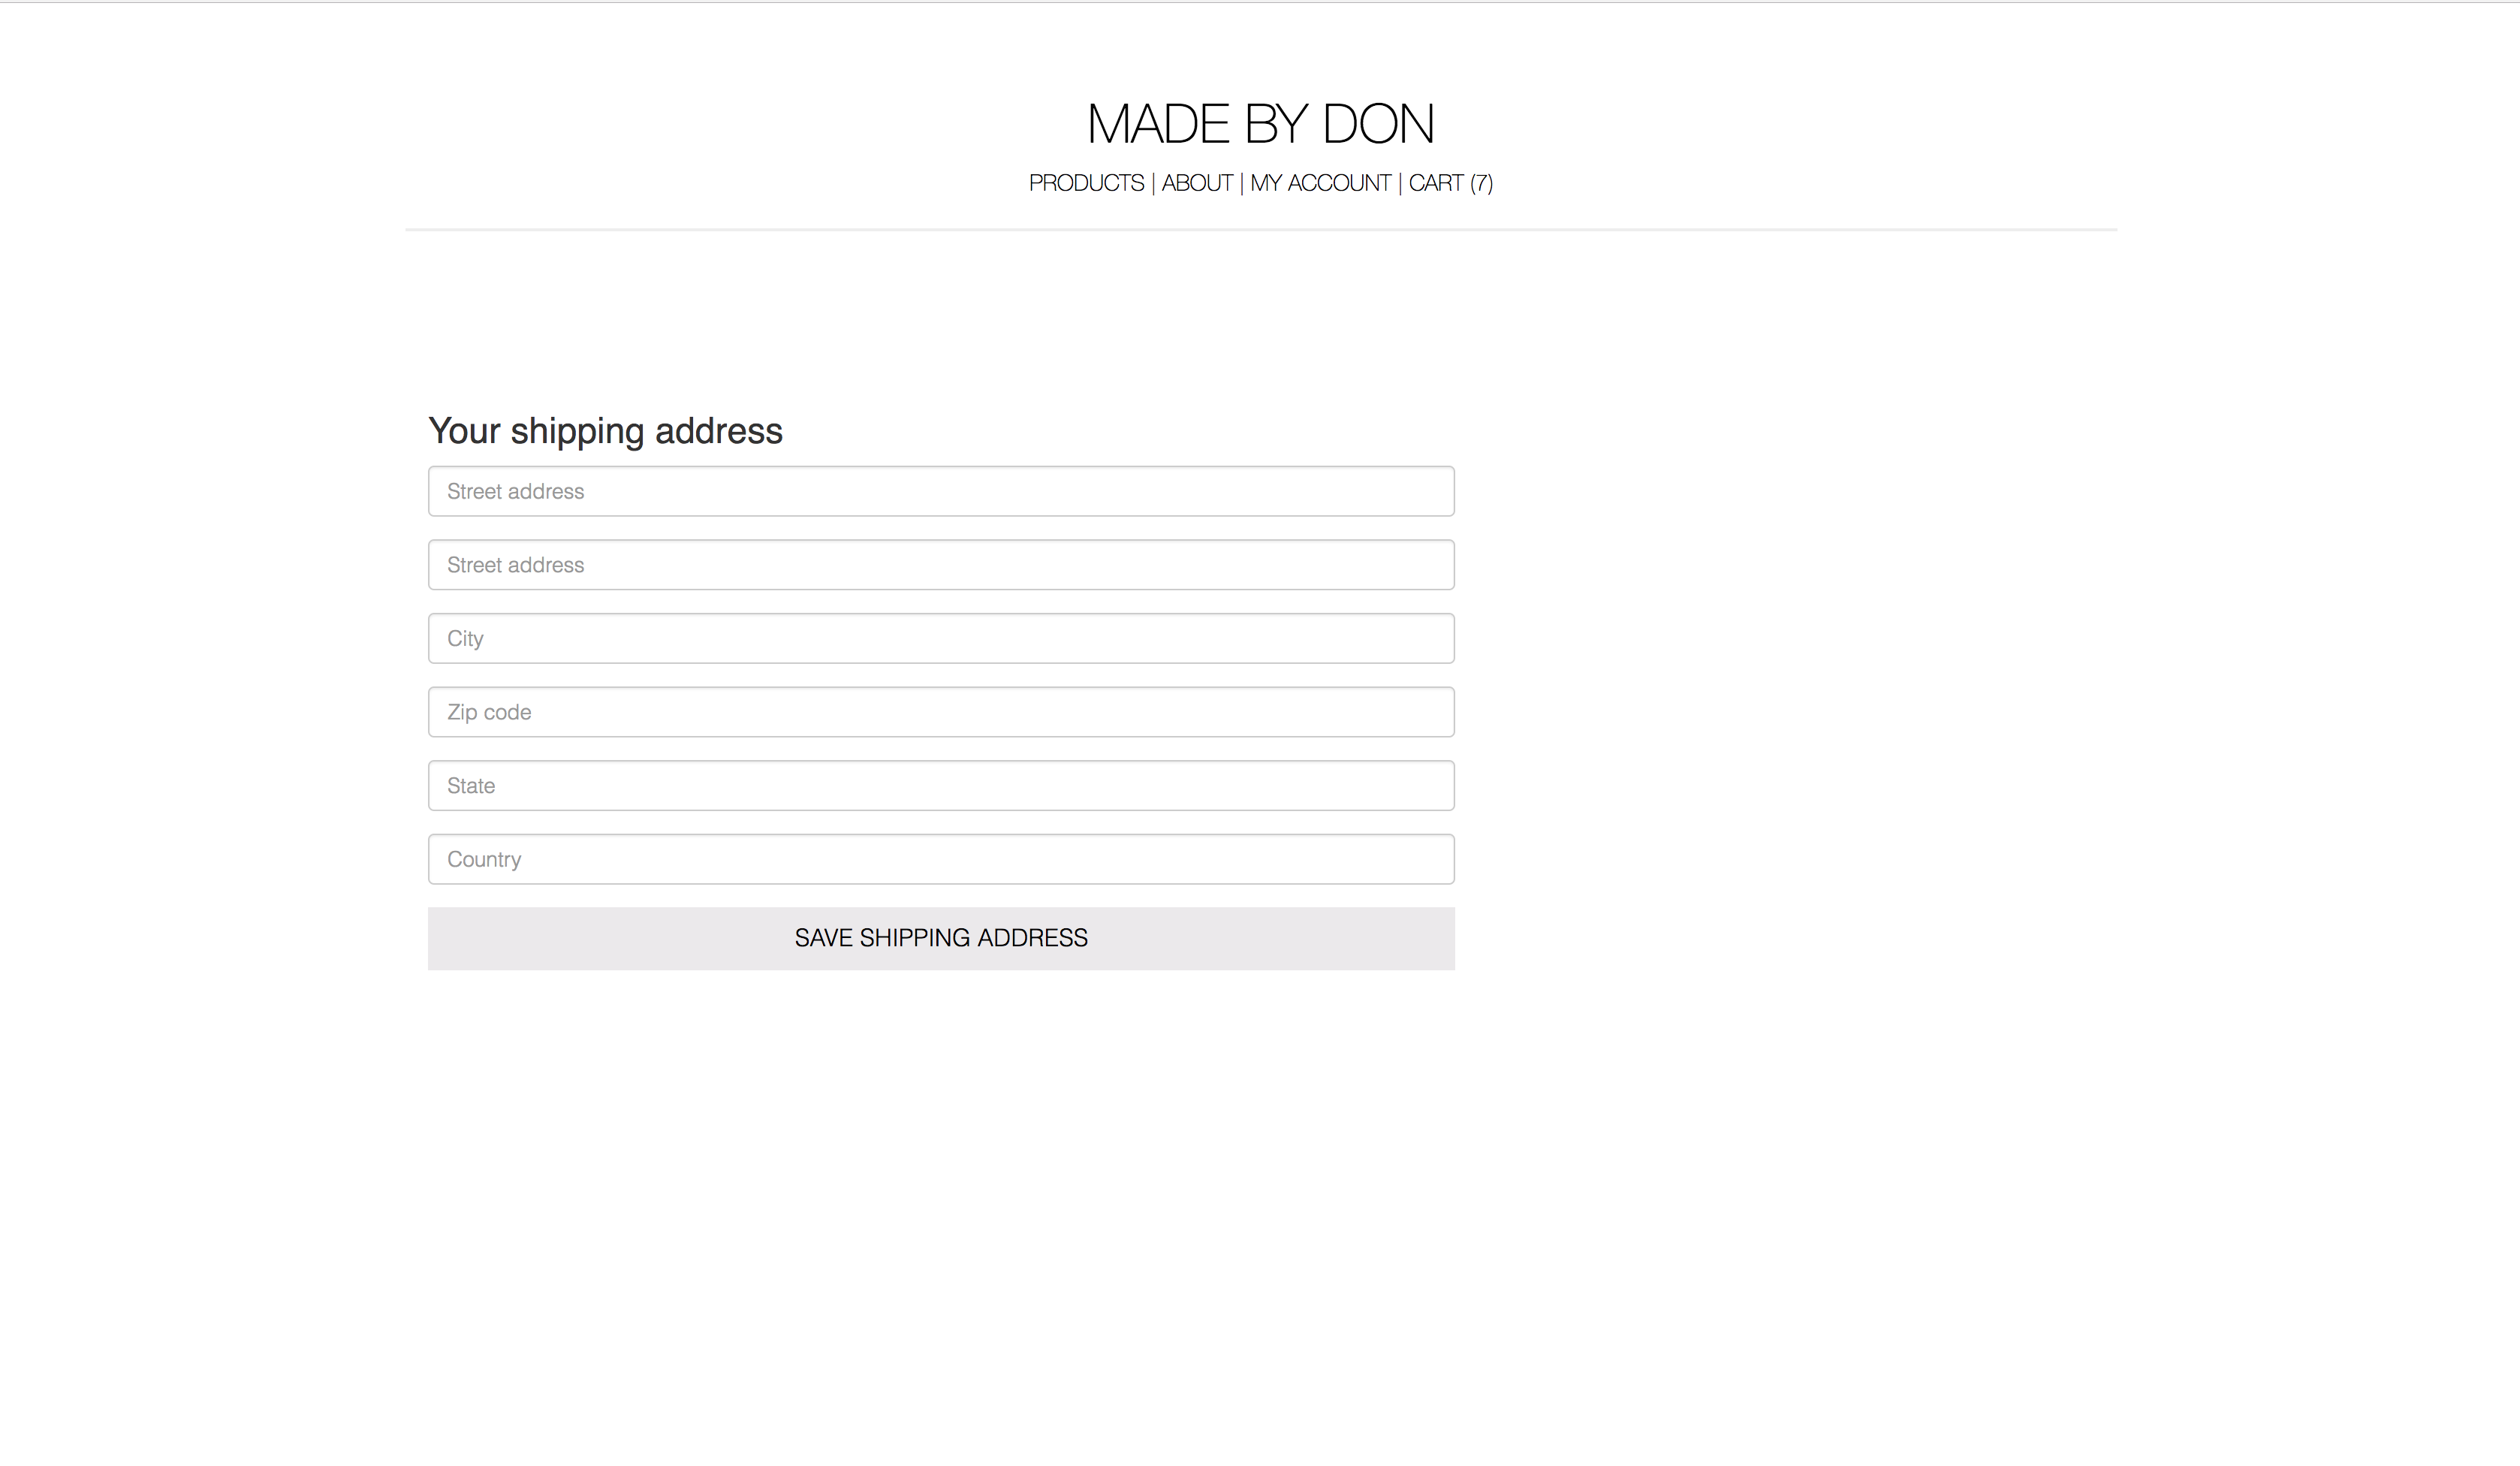 MADE BY DON
PRODUCTS | ABOUT | MY ACCOUNT | CART (7)
Your shipping address
Street address
Street address
City
Zip code
State
Country
SAVE SHIPPING ADDRESS